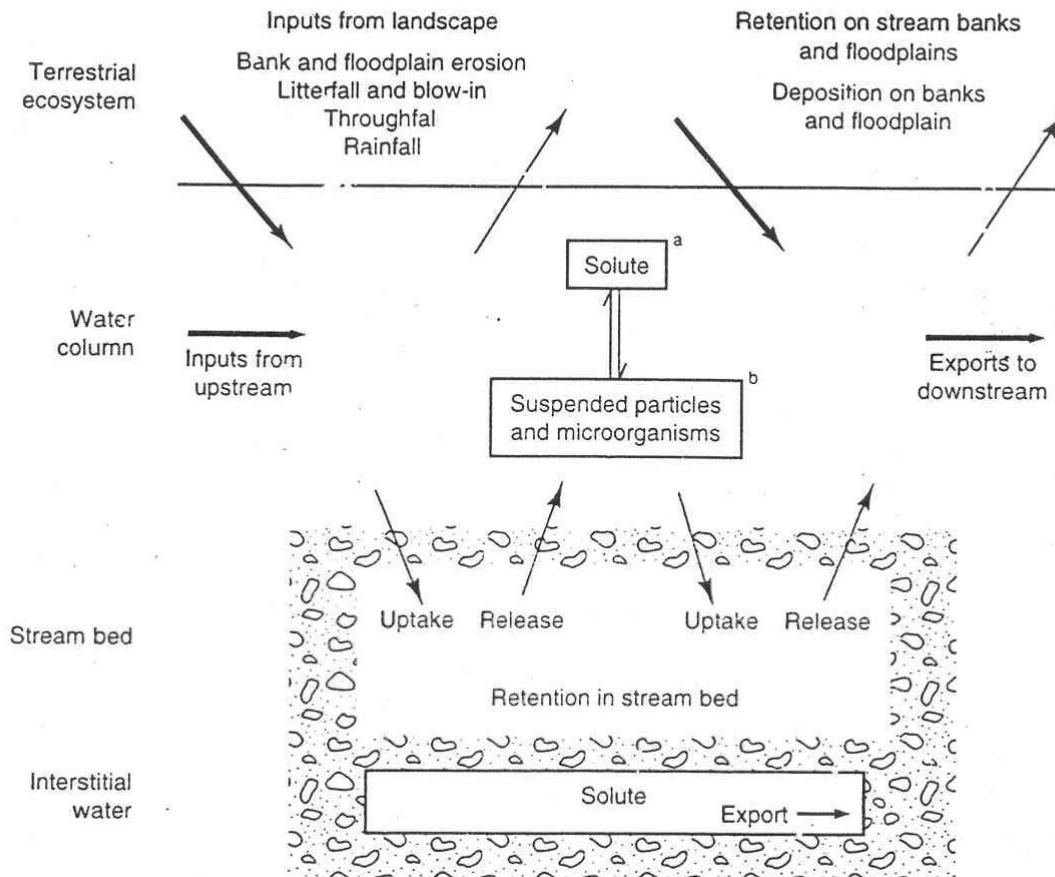 Inputs from landscape
Bank and floodplain erosion
Litterfall and blow-in
Throughfal
Rainfall
Retention on stream banks
and floodplains
Deposition on banks
and floodplain
Terrestrial
ecosystem
Solute
a
Water
column
Inputs from
upstream
b
Suspended particles
and microorganisms
Exports to
downstream
Uptake Release Uptake Release
Stream bed
Retention in stream bed
Interstitial
water
Solute
Export